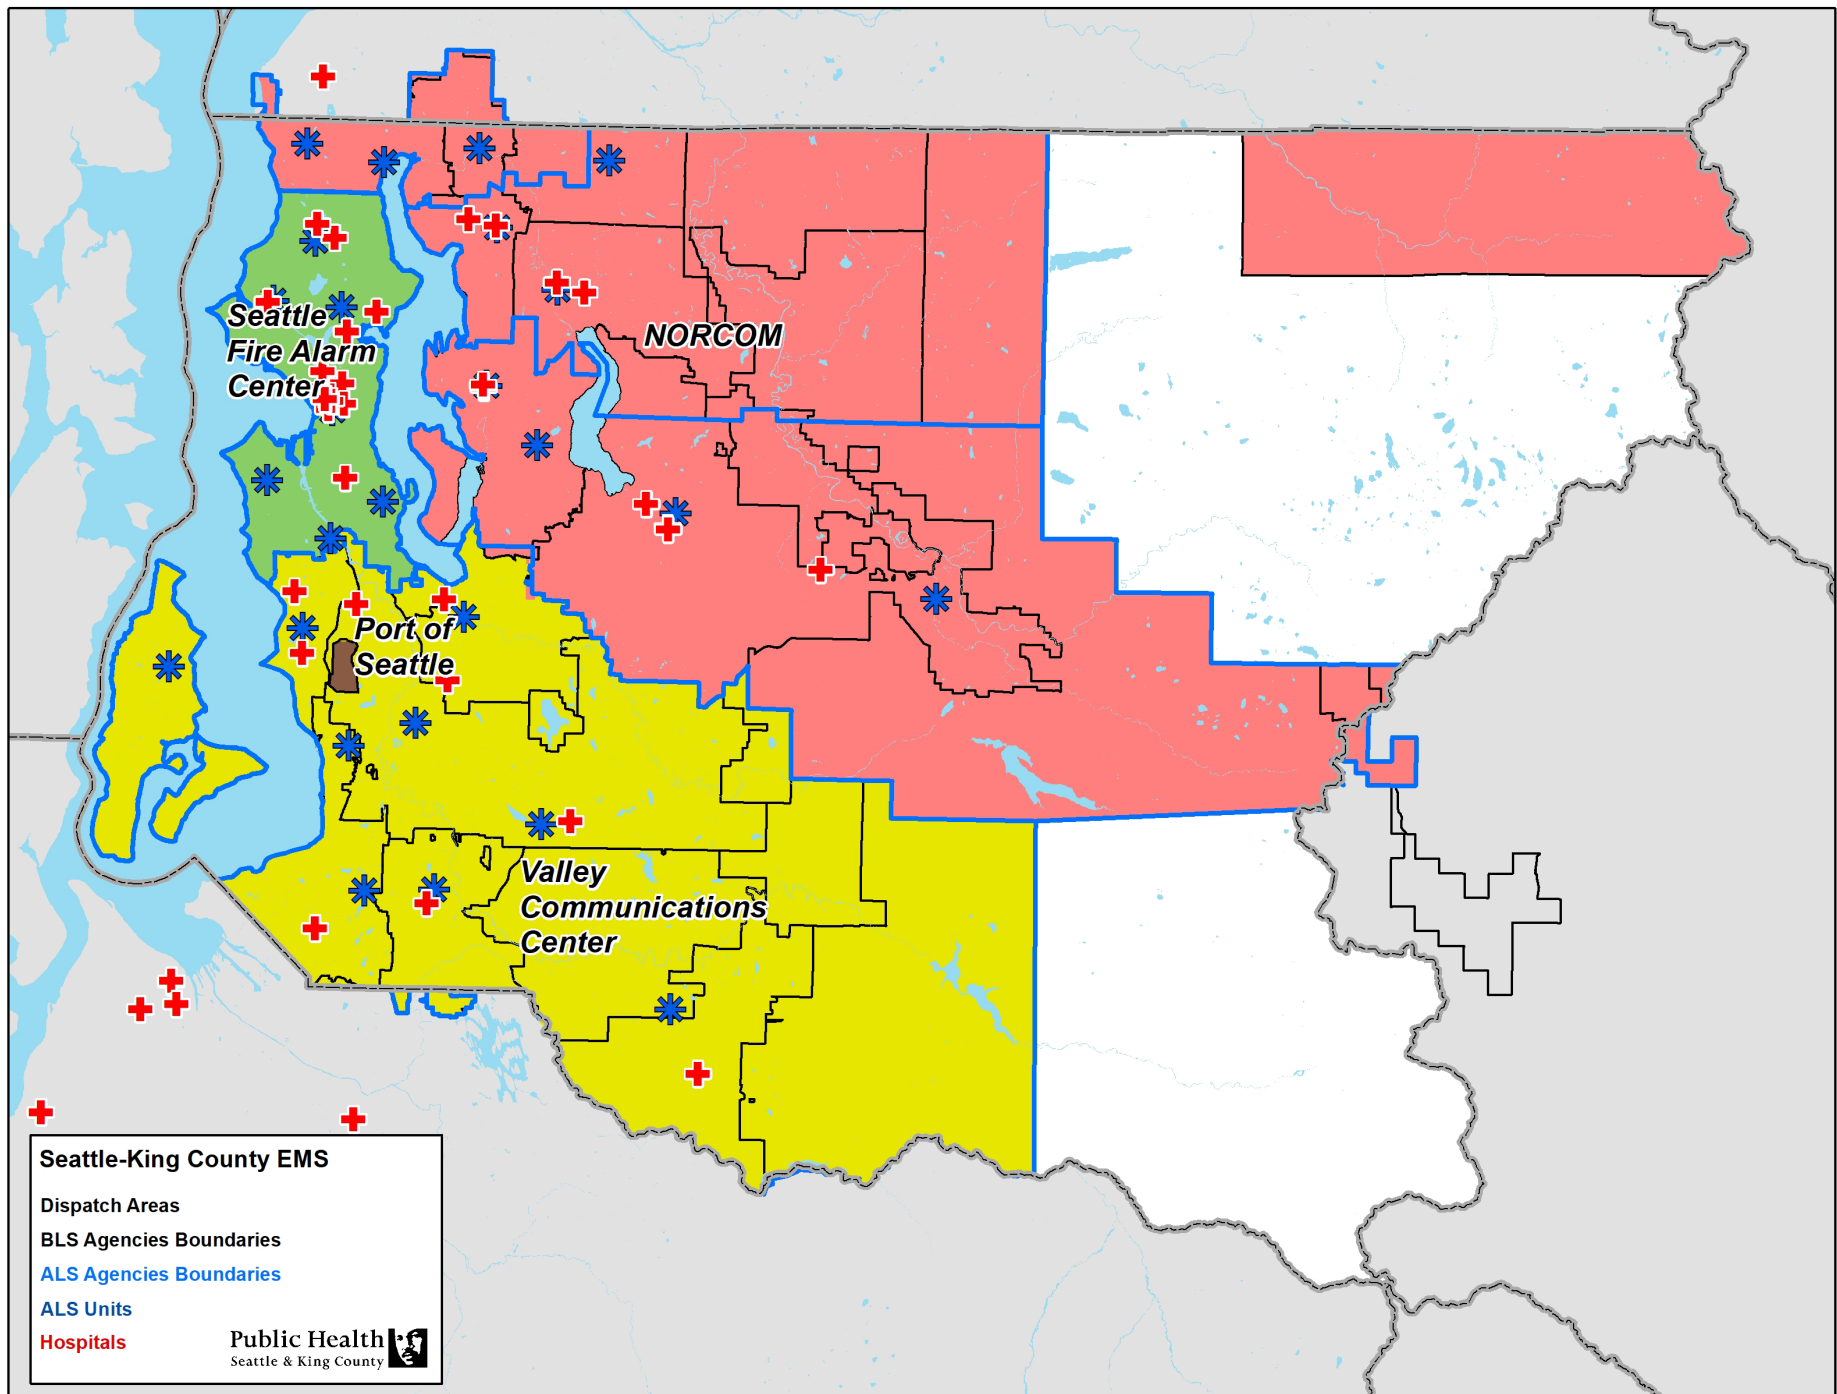 Seattle
Fire Alarm
Center
NORCOM
Port of
Seattle
Valley
Communications
Center
Seattle-King County EMS
Dispatch Areas
BLS Agencies Boundaries
ALS Agencies Boundaries
ALS Units
Hospitals
Public Health
Seattle & King County